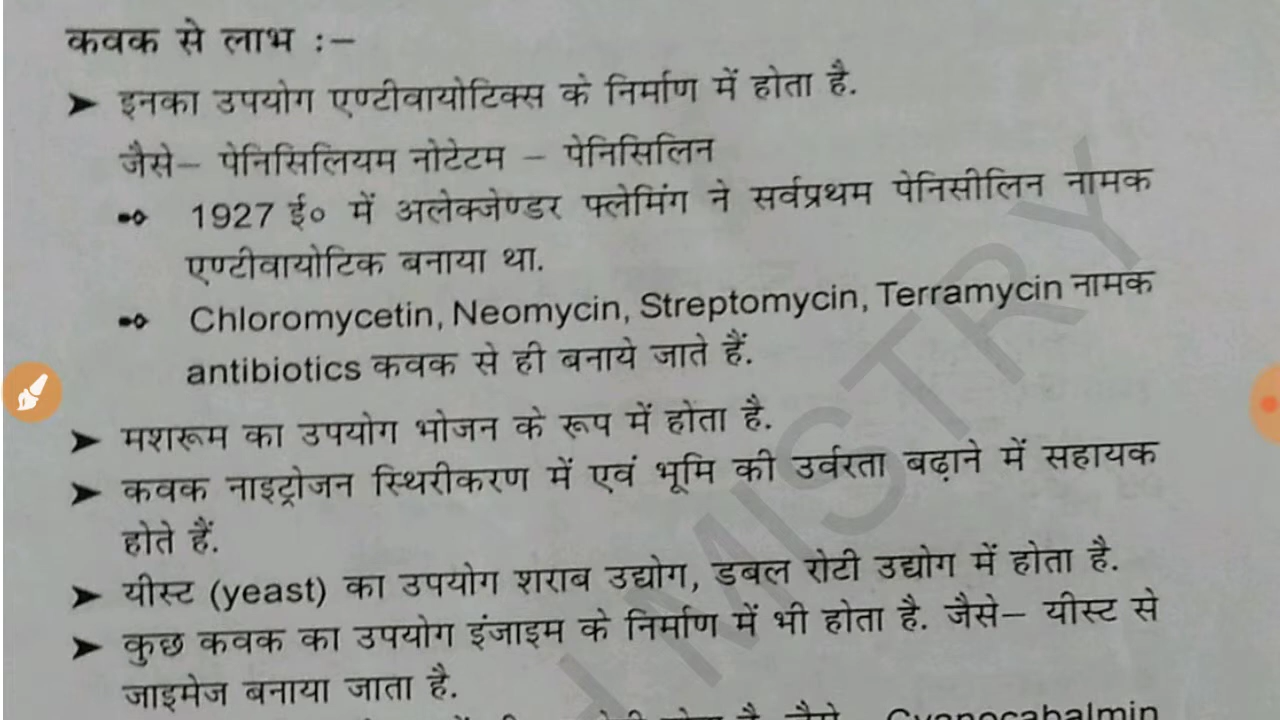 कवक से लाभ :–
➤ इनका उपयोग एण्टीवायोटिक्स के निर्माण में होता है.
जैसे– पेनिसिलियम नोटेटम – पेनिसिलिन
1927 ई० में अलेक्जेण्डर फ्लेमिंग ने सर्वप्रथम पेनिसीलिन नामक
एण्टीवायोटिक बनाया था.
Chloromycetin, Neomycin, Streptomycin, Terramycin नामक
antibiotics कवक से ही बनाये जाते हैं.
➤ मशरूम का उपयोग भोजन के रूप में होता है.
➤ कवक नाइट्रोजन स्थिरीकरण में एवं भूमि की उर्वरता बढ़ाने में सहायक
होते हैं.
➤ यीस्ट (yeast) का उपयोग शराब उद्योग, डबल रोटी उद्योग में होता है.
➤ कुछ कवक का उपयोग इंजाइम के निर्माण में भी होता है. जैसे– यीस्ट से
जाइमेज बनाया जाता है.
Cyanocabalmin
MISTRY